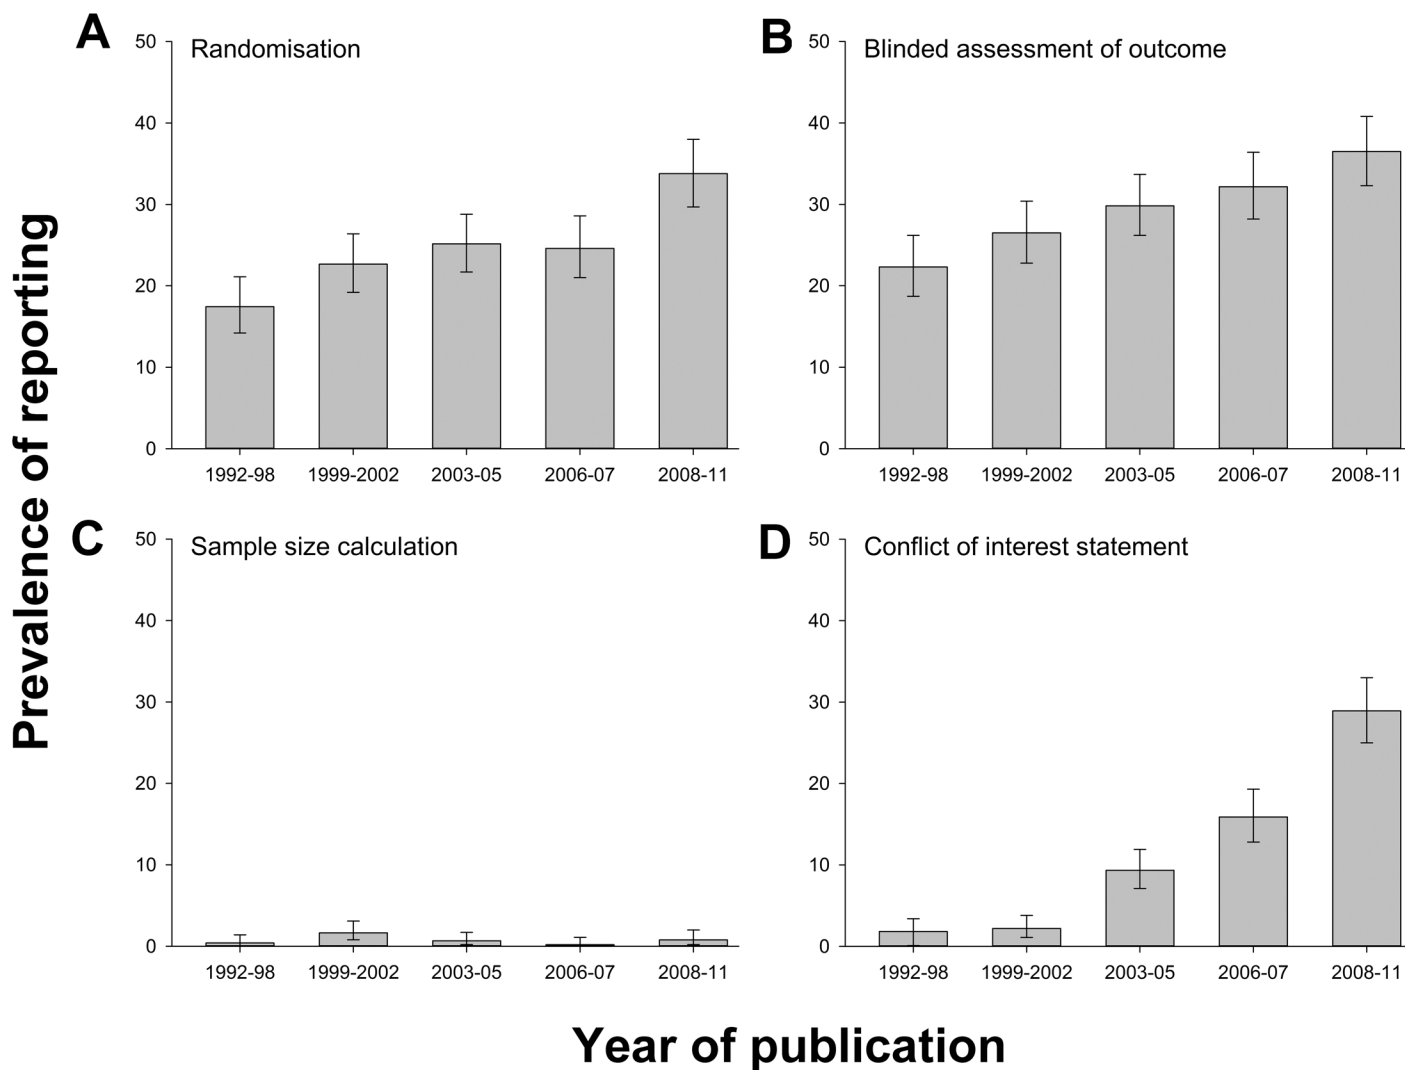 Prevalence of reporting
A
Randomisation
50
40
30
20
10
0
1992-98 1999-2002 2003-05 2006-07 2008-11
B
Blinded assessment of outcome
50
40
30
20
10
0
1992-98 1999-2002 2003-05 2006-07 2008-11
C
Sample size calculation
50
40
30
20
10
0
1992-98 1999-2002 2003-05 2006-07 2008-11
D
Conflict of interest statement
50
40
30
20
10
0
1992-98 1999-2002 2003-05 2006-07 2008-11
Year of publication